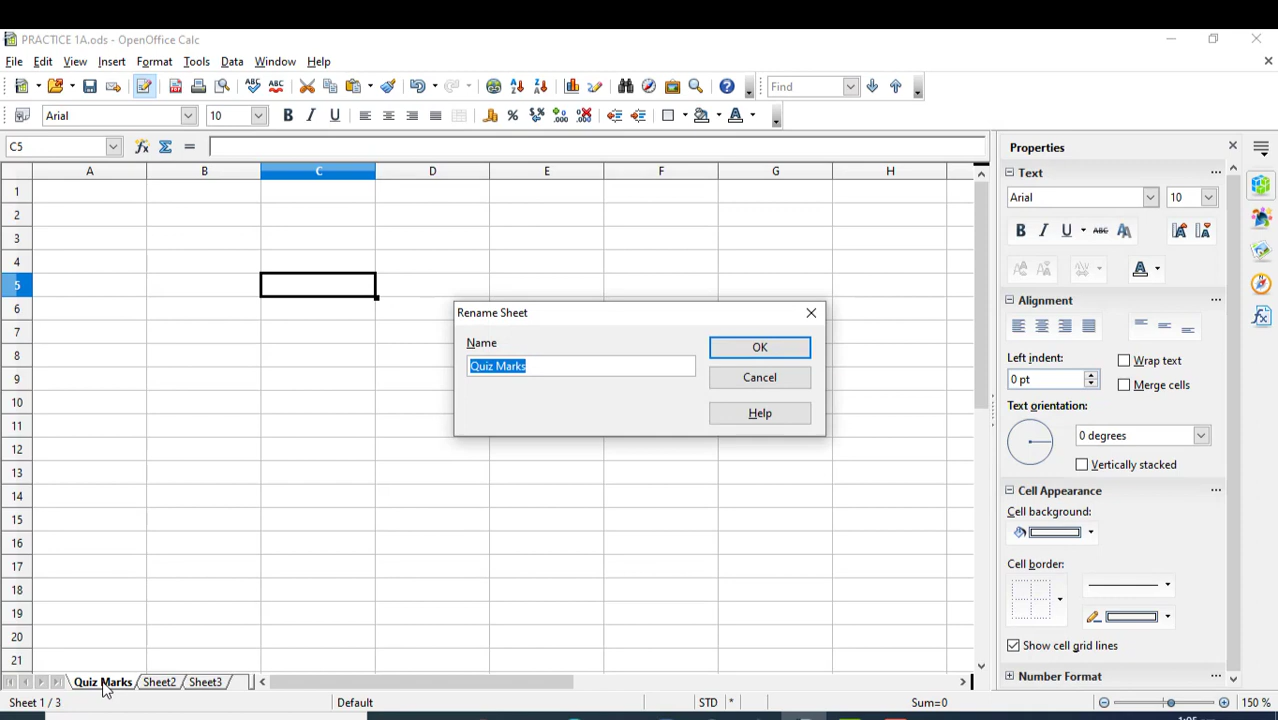 PRACTICE 1A.ods - OpenOffice Calc
File Edit View Insert Format Tools Data Window Help
Find
Arial 10
C5
A B C D E F G H
1
2
3
4
5
6
7
8
9
10
11
12
13
14
15
16
17
18
19
20
21
Rename Sheet
Name
Quiz Marks
OK
Cancel
Help
Properties
Text
Arial 10
Alignment
Left indent:
0 pt
Wrap text
Merge cells
Text orientation:
0 degrees
Vertically stacked
Cell Appearance
Cell background:
Cell border:
Show cell grid lines
Number Format
Quiz Marks Sheet2 Sheet3
Sheet 1 / 3 Default STD * Sum=0 150 %